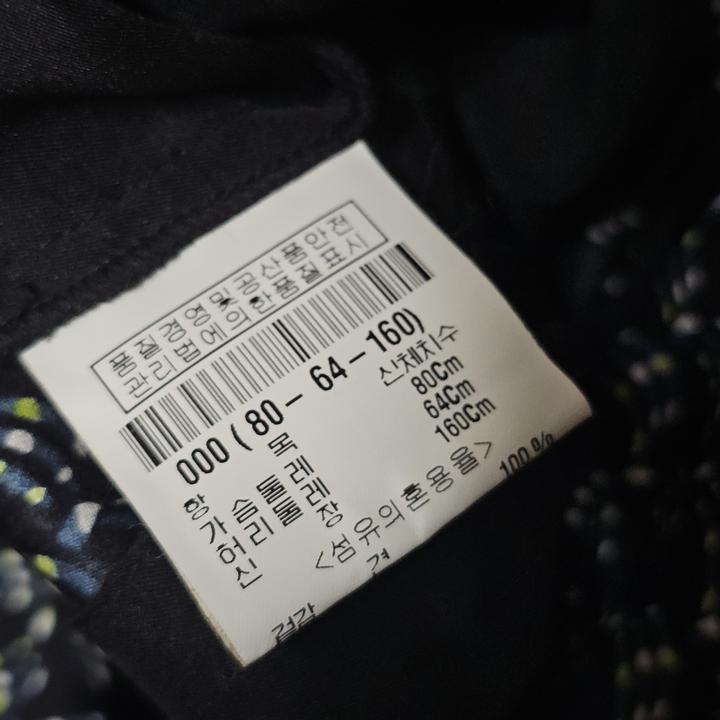 품질경영및공산품안전
관리법에의한품질표시
000 (80-64-160)
항 목 신체치수
가슴둘레 80Cm
허리둘레 64Cm
신 장 160Cm
<섬유의혼용율>
겉감 100%